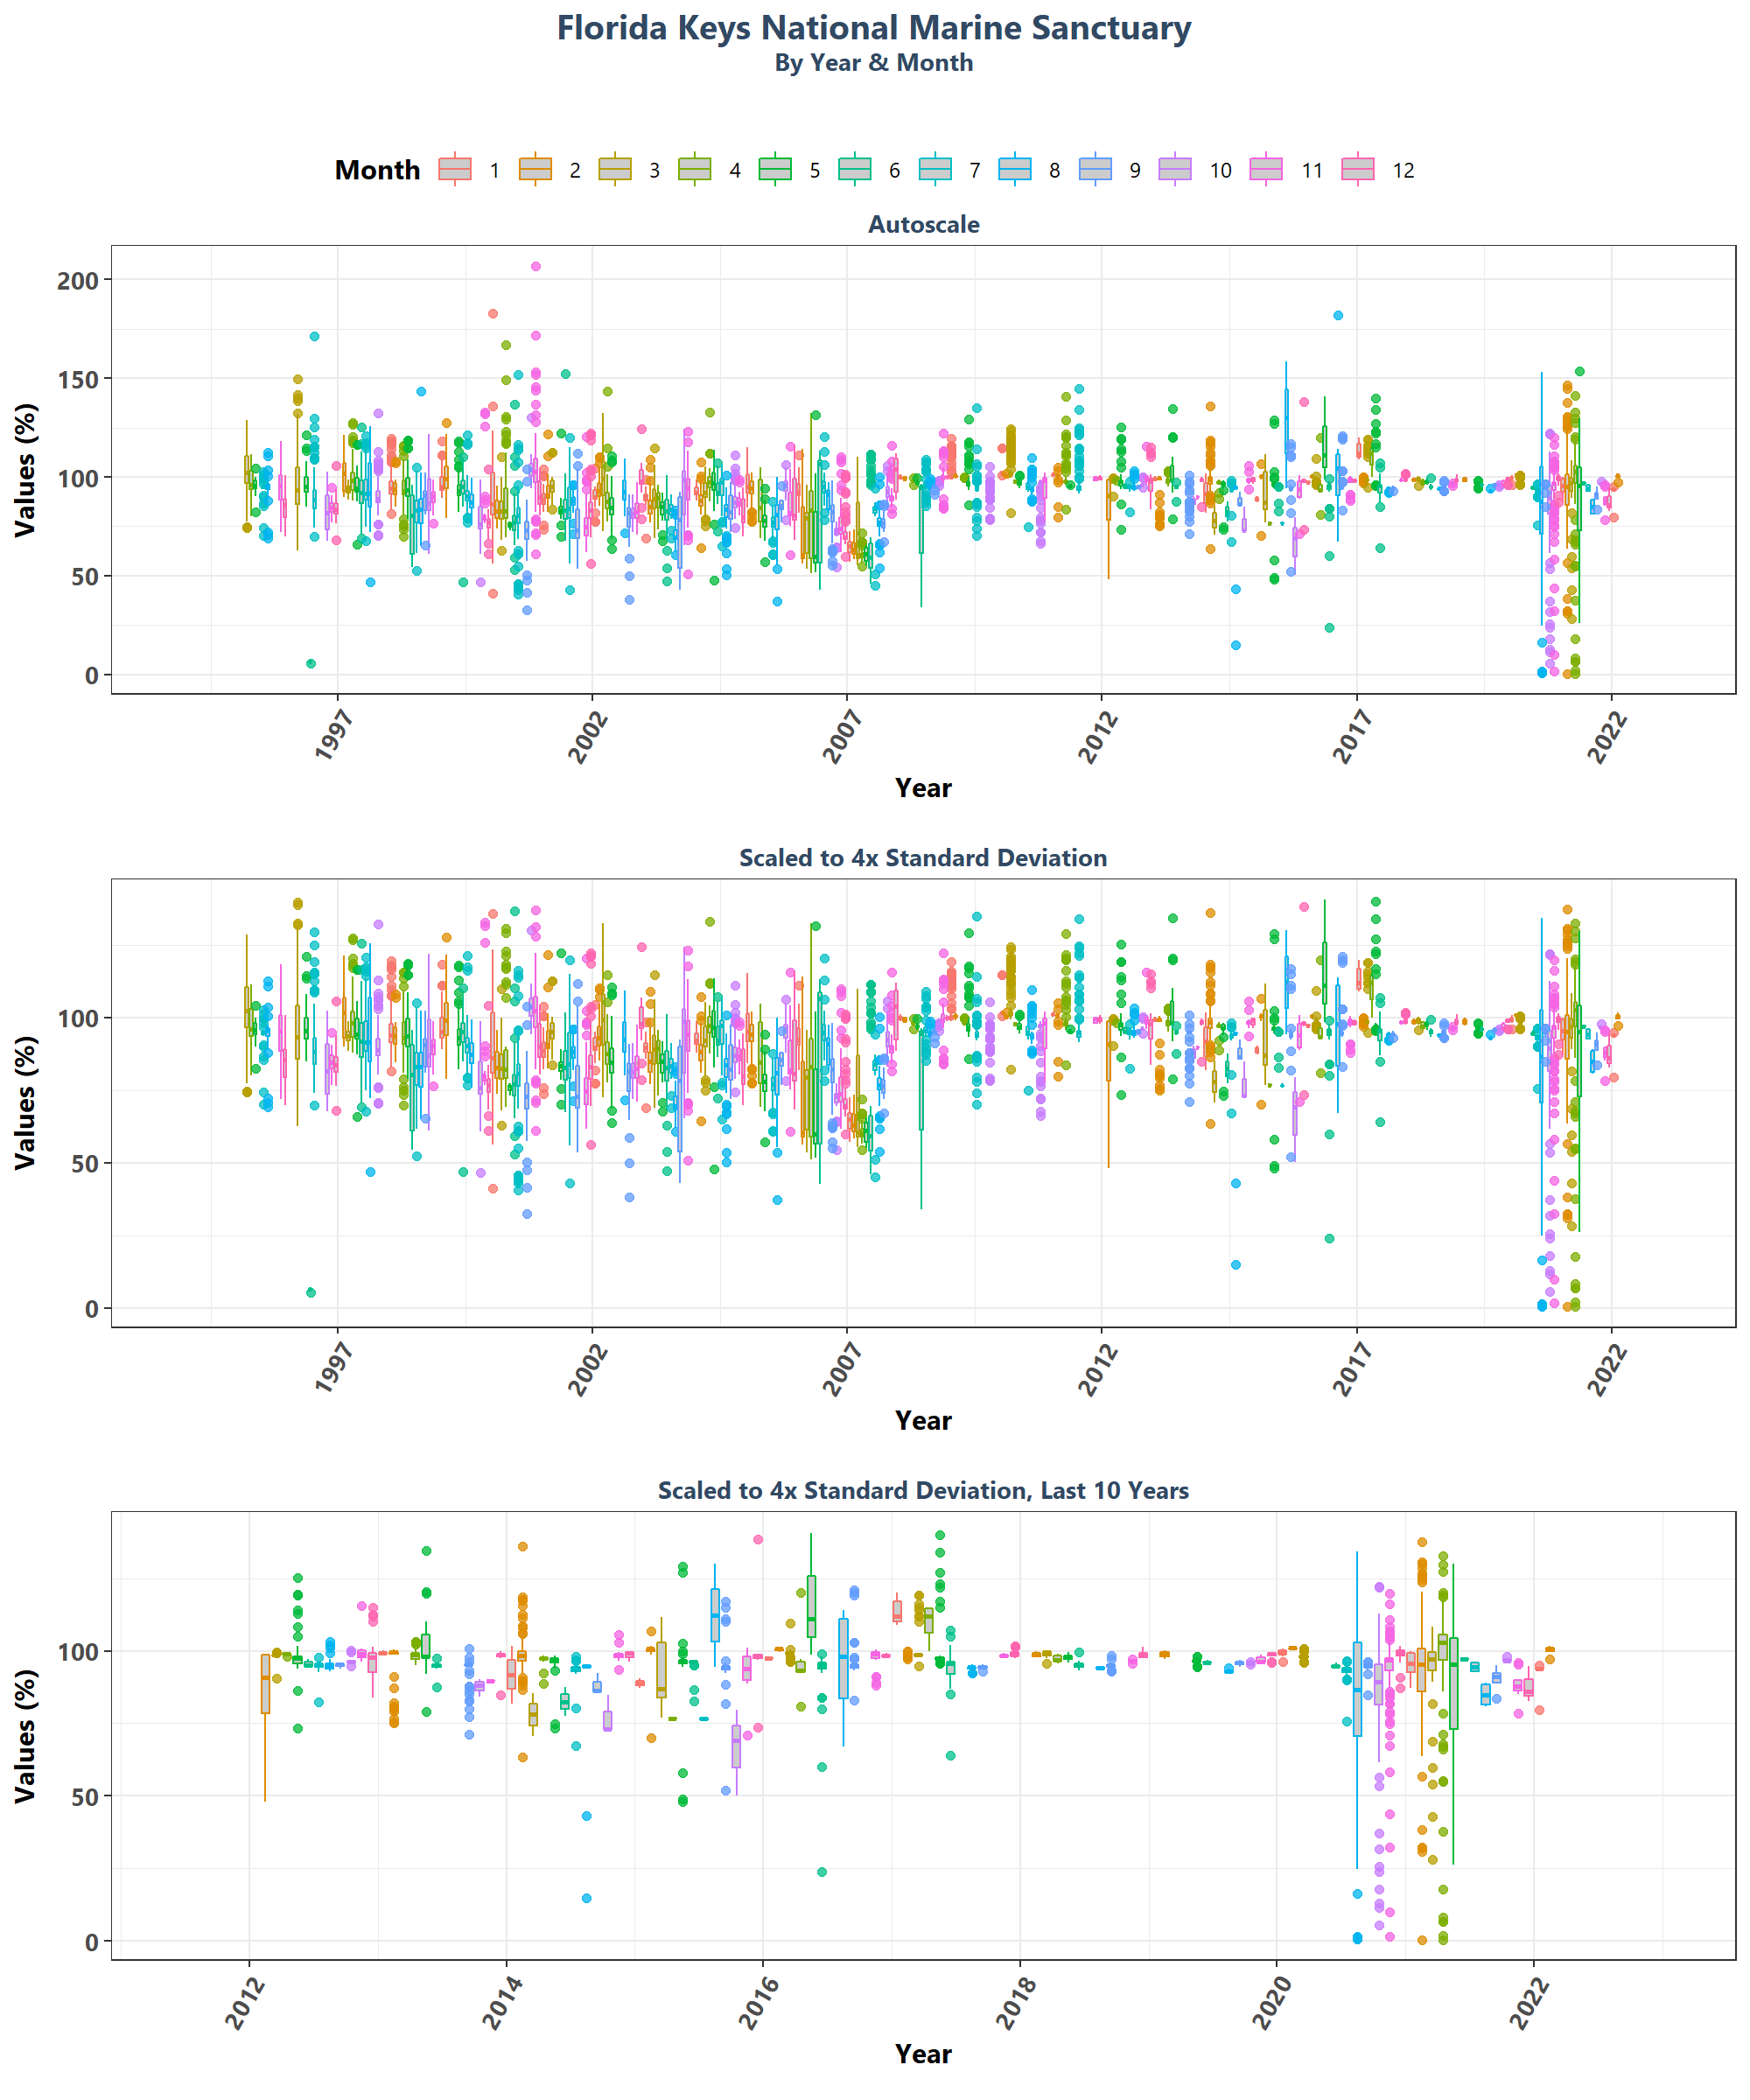 Florida Keys National Marine Sanctuary
By Year & Month
Month 1 2 3 4 5 6 7 8 9 10 11 12
Autoscale
Values (%)
200
150
100
50
0
1997 2002 2007 2012 2017 2022
Year
Scaled to 4x Standard Deviation
Values (%)
100
50
0
1997 2002 2007 2012 2017 2022
Year
Scaled to 4x Standard Deviation, Last 10 Years
Values (%)
100
50
0
2012 2014 2016 2018 2020 2022
Year